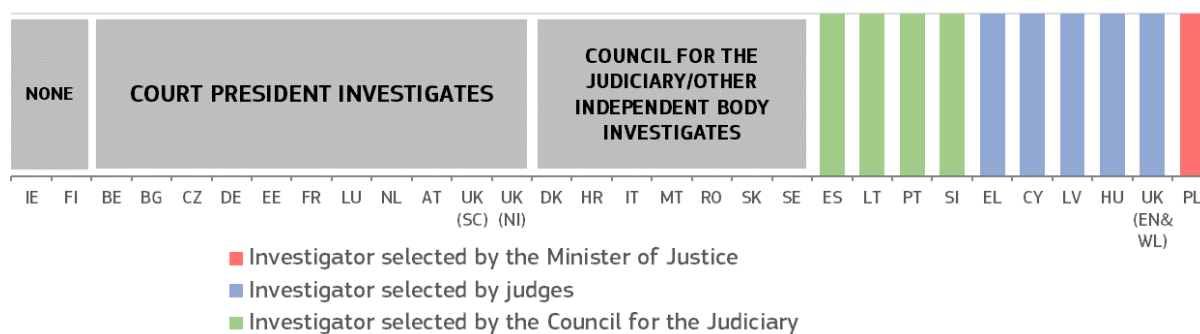 NONE
COURT PRESIDENT INVESTIGATES
COUNCIL FOR THE
JUDICIARY/OTHER
INDEPENDENT BODY
INVESTIGATES
IE FI BE BG CZ DE EE FR LU NL AT UK UK DK HR IT MT RO SK SE ES LT PT SI EL CY LV HU UK PL
(SC) (NI) (EN&
WL)
Investigator selected by the Minister of Justice
Investigator selected by judges
Investigator selected by the Council for the Judiciary